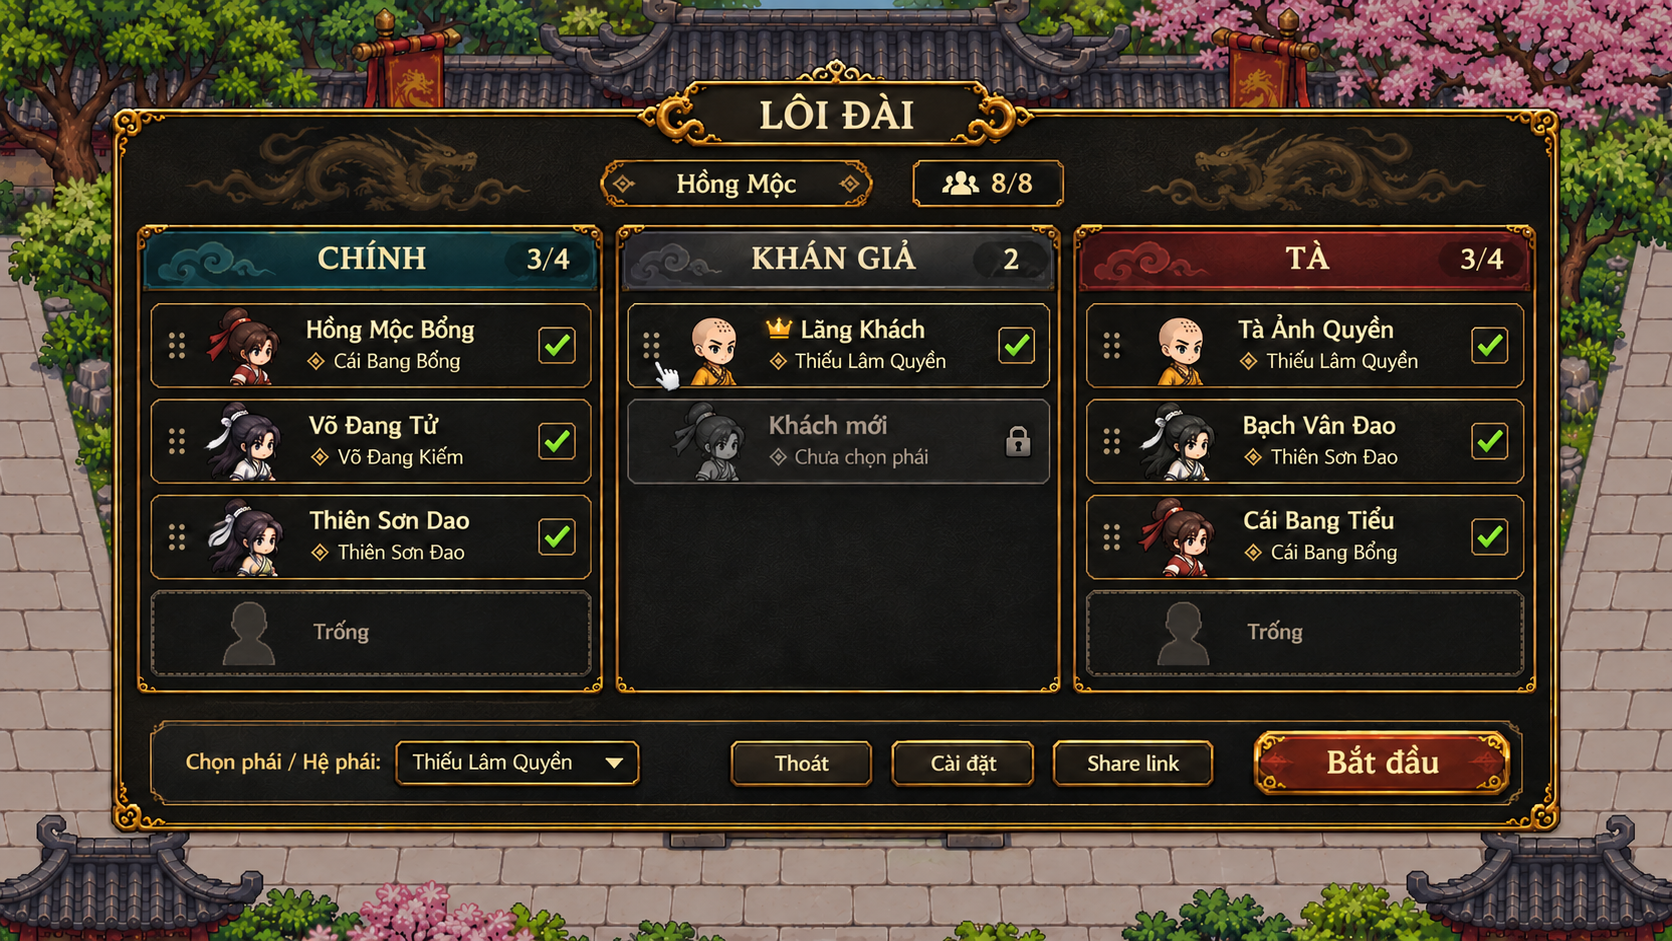 LÔI ĐÀI
Hồng Mộc
8/8
CHÍNH 3/4
Hồng Mộc Bổng
Cái Bang Bổng
Võ Đang Tử
Võ Đang Kiếm
Thiên Sơn Dao
Thiên Sơn Đao
Trống
KHÁN GIẢ 2
Lãng Khách
Thiếu Lâm Quyền
Khách mới
Chưa chọn phái
TÀ 3/4
Tà Ảnh Quyền
Thiếu Lâm Quyền
Bạch Vân Đao
Thiên Sơn Đao
Cái Bang Tiểu
Cái Bang Bổng
Trống
Chọn phái / Hệ phái: Thiếu Lâm Quyền
Thoát
Cài đặt
Share link
Bắt đầu